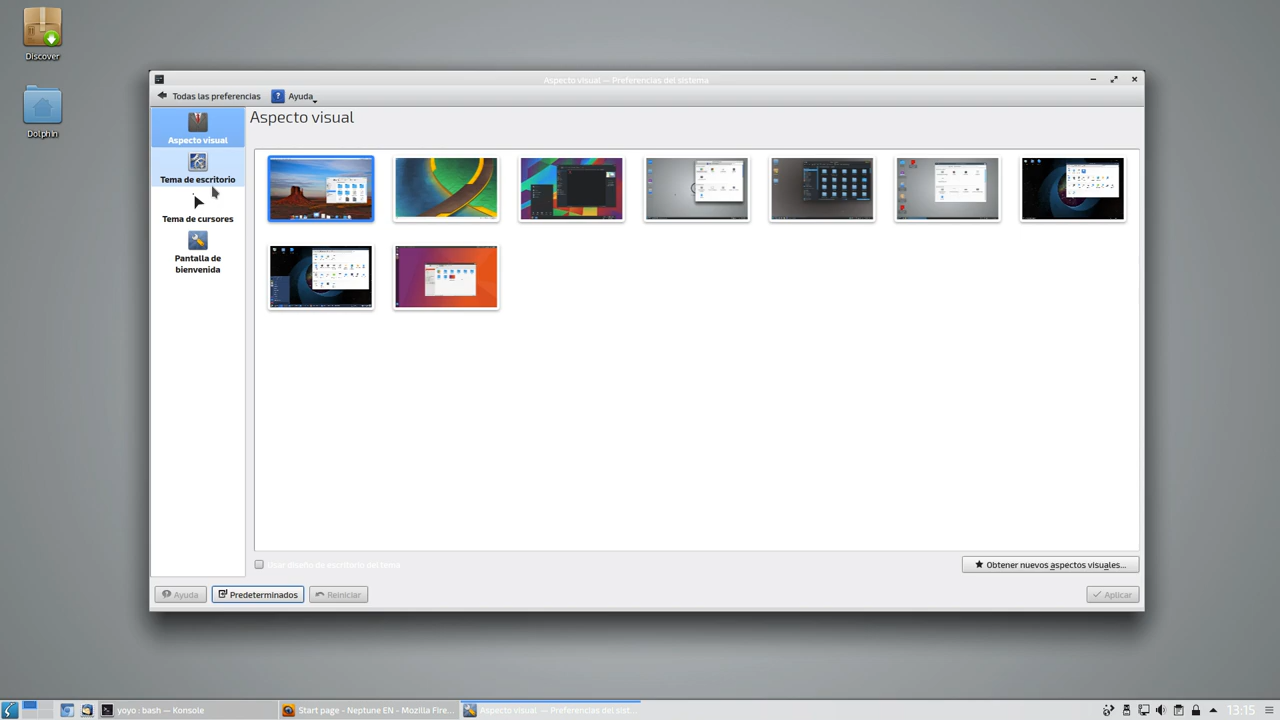 Discover
Dolphin
Aspecto visual — Preferencias del sistema
Todas las preferencias
Ayuda
Aspecto visual
Aspecto visual
Tema de escritorio
Tema de cursores
Pantalla de
bienvenida
Usar diseño de escritorio del tema
Obtener nuevos aspectos visuales...
Ayuda
Predeterminados
Reiniciar
Aplicar
yoyo : bash — Konsole
Start page - Neptune EN - Mozilla Fire...
Aspecto visual — Preferencias del sist...
13:15